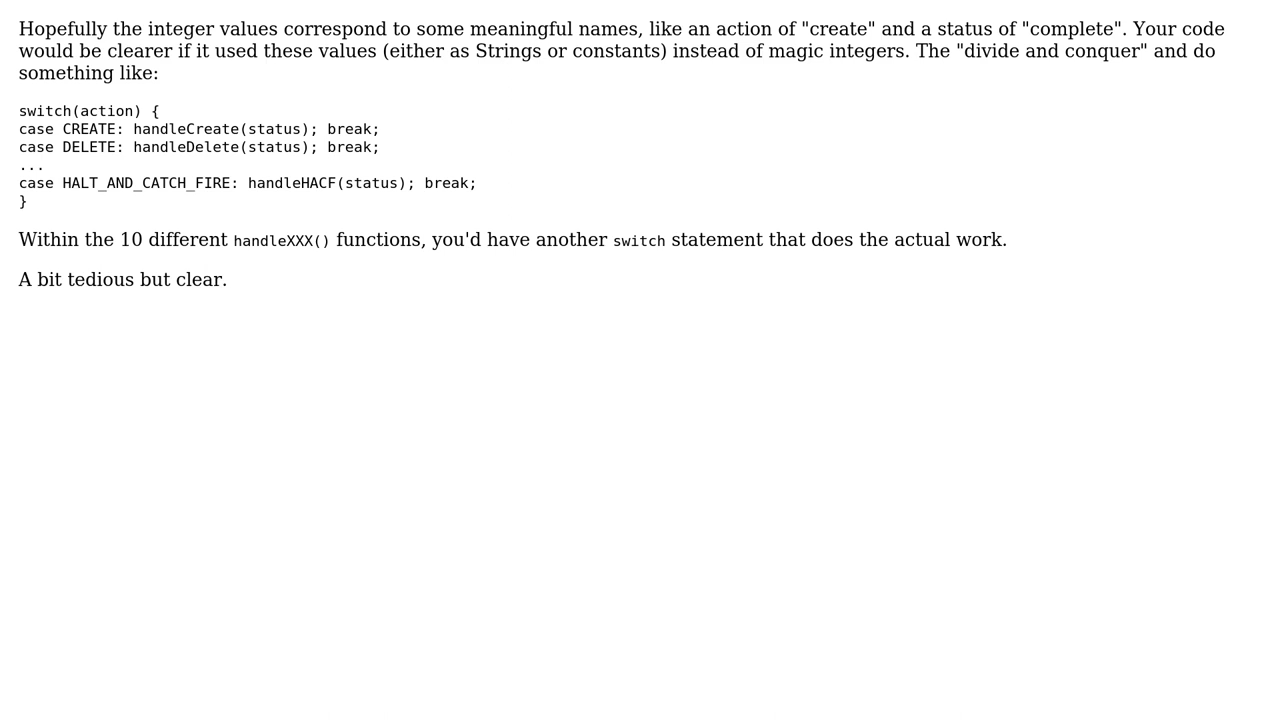 Hopefully the integer values correspond to some meaningful names, like an action of "create" and a status of "complete". Your code
would be clearer if it used these values (either as Strings or constants) instead of magic integers. The "divide and conquer" and do
something like:
switch(action) {
case CREATE: handleCreate(status); break;
case DELETE: handleDelete(status); break;
...
case HALT_AND_CATCH_FIRE: handleHACF(status); break;
}
Within the 10 different handleXXX() functions, you'd have another switch statement that does the actual work.
A bit tedious but clear.